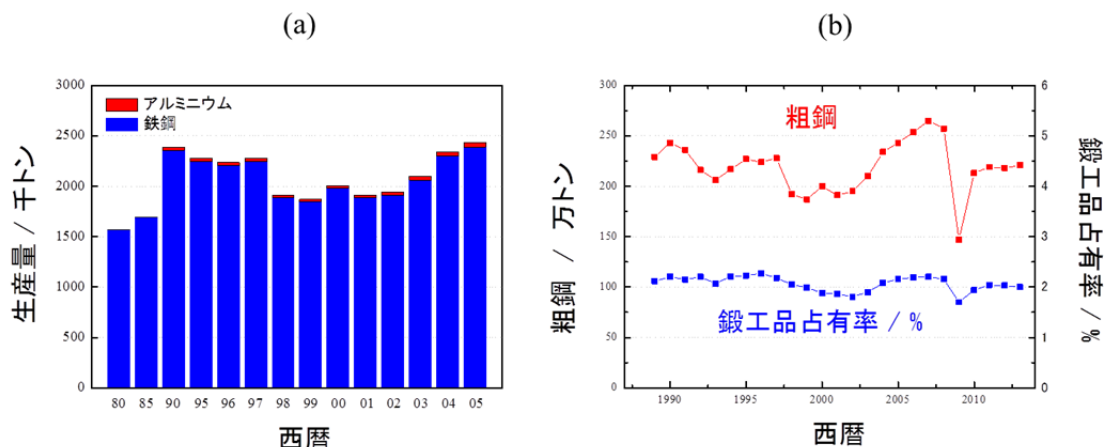 (a)
(b)
生産量 / 千トン
3000
2500
2000
1500
1000
500
0
アルミニウム
鉄鋼
80 85 90 95 96 97 98 99 00 01 02 03 04 05
西暦
粗鋼 / 万トン
300
250
200
150
100
50
0
粗鋼
鍛工品占有率 / %
6
5
4
3
2
1
0
鍛工品占有率 / %
1990 1995 2000 2005 2010
西暦